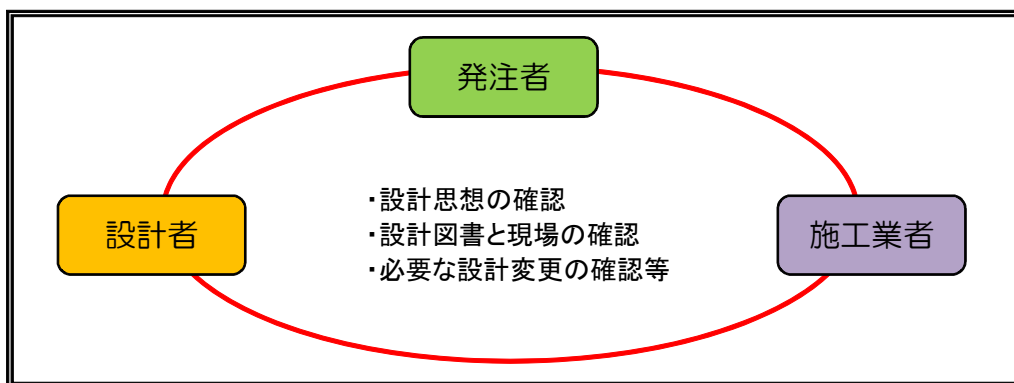 発注者
設計者
・設計思想の確認
・設計図書と現場の確認
・必要な設計変更の確認等
施工業者